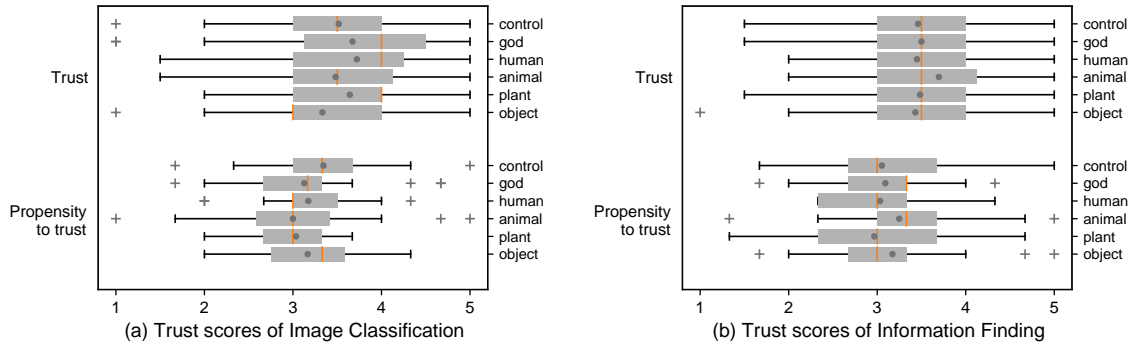 Trust
control
god
human
animal
plant
object
Propensity
to trust
control
god
human
animal
plant
object
1 2 3 4 5
(a) Trust scores of Image Classification
Trust
control
god
human
animal
plant
object
Propensity
to trust
control
god
human
animal
plant
object
1 2 3 4 5
(b) Trust scores of Information Finding